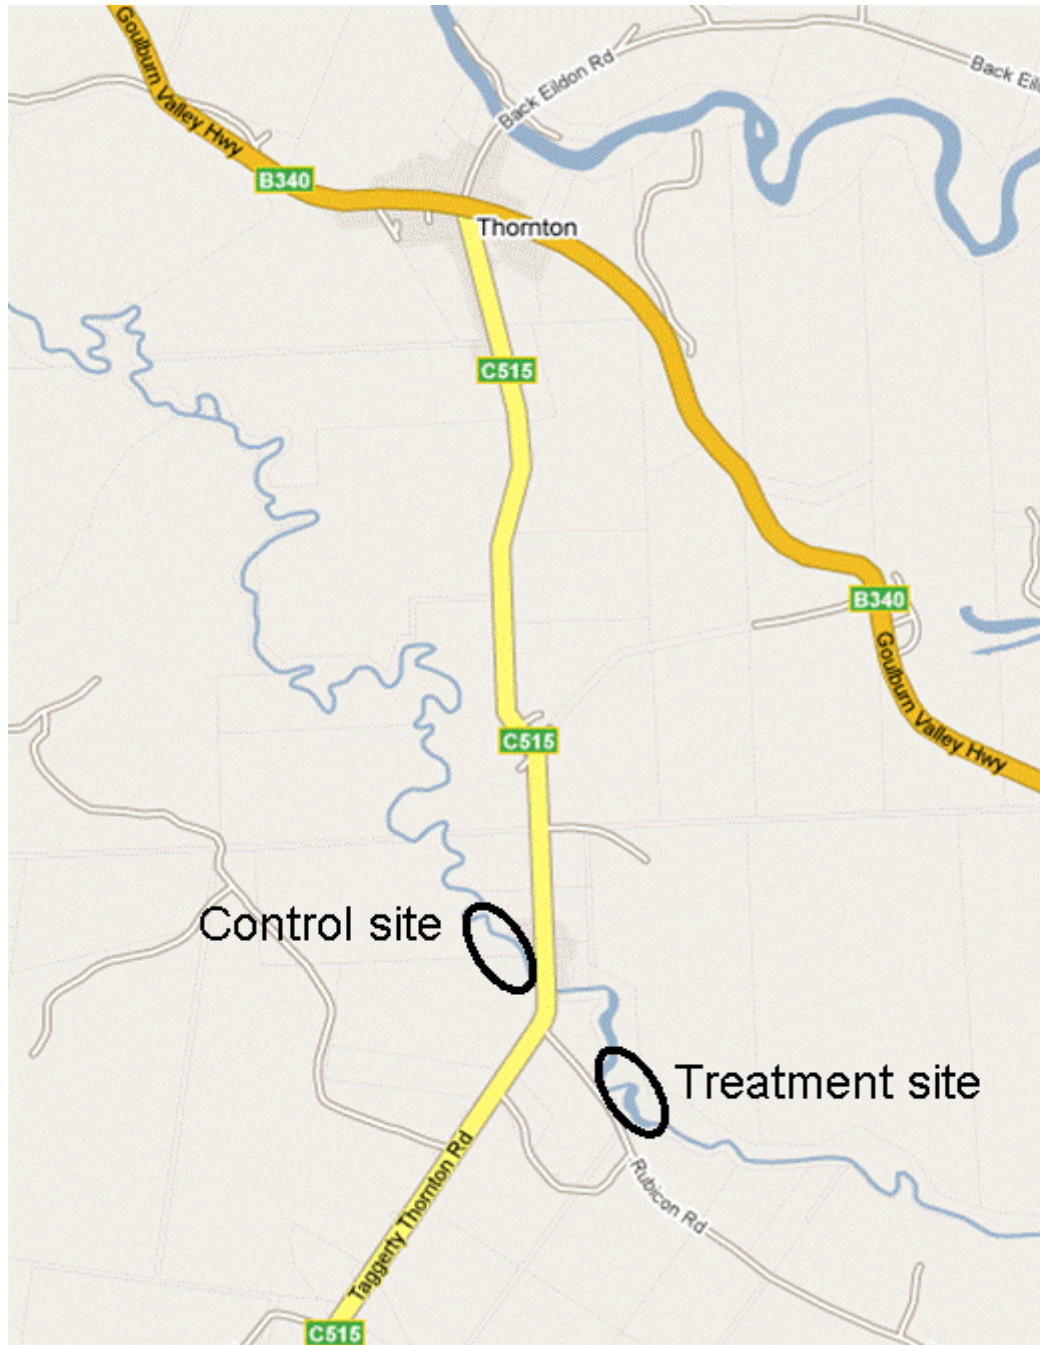 Goulburn Valley Hwy
Back Eildon Rd
Back Eil
B340
Thornton
C515
B340
Goulburn Valley Hwy
C515
Control site
Treatment site
Taggerty Thornton Rd
Rubicon Rd
C515